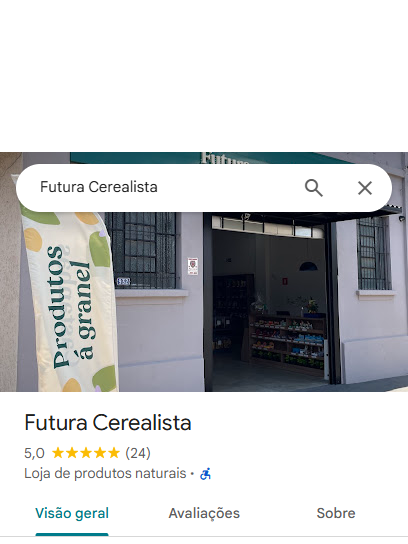 Futura
Futura Cerealista
Produtos
á granel
Futura Cerealista
5,0 (24)
Loja de produtos naturais •
Visão geral
Avaliações
Sobre